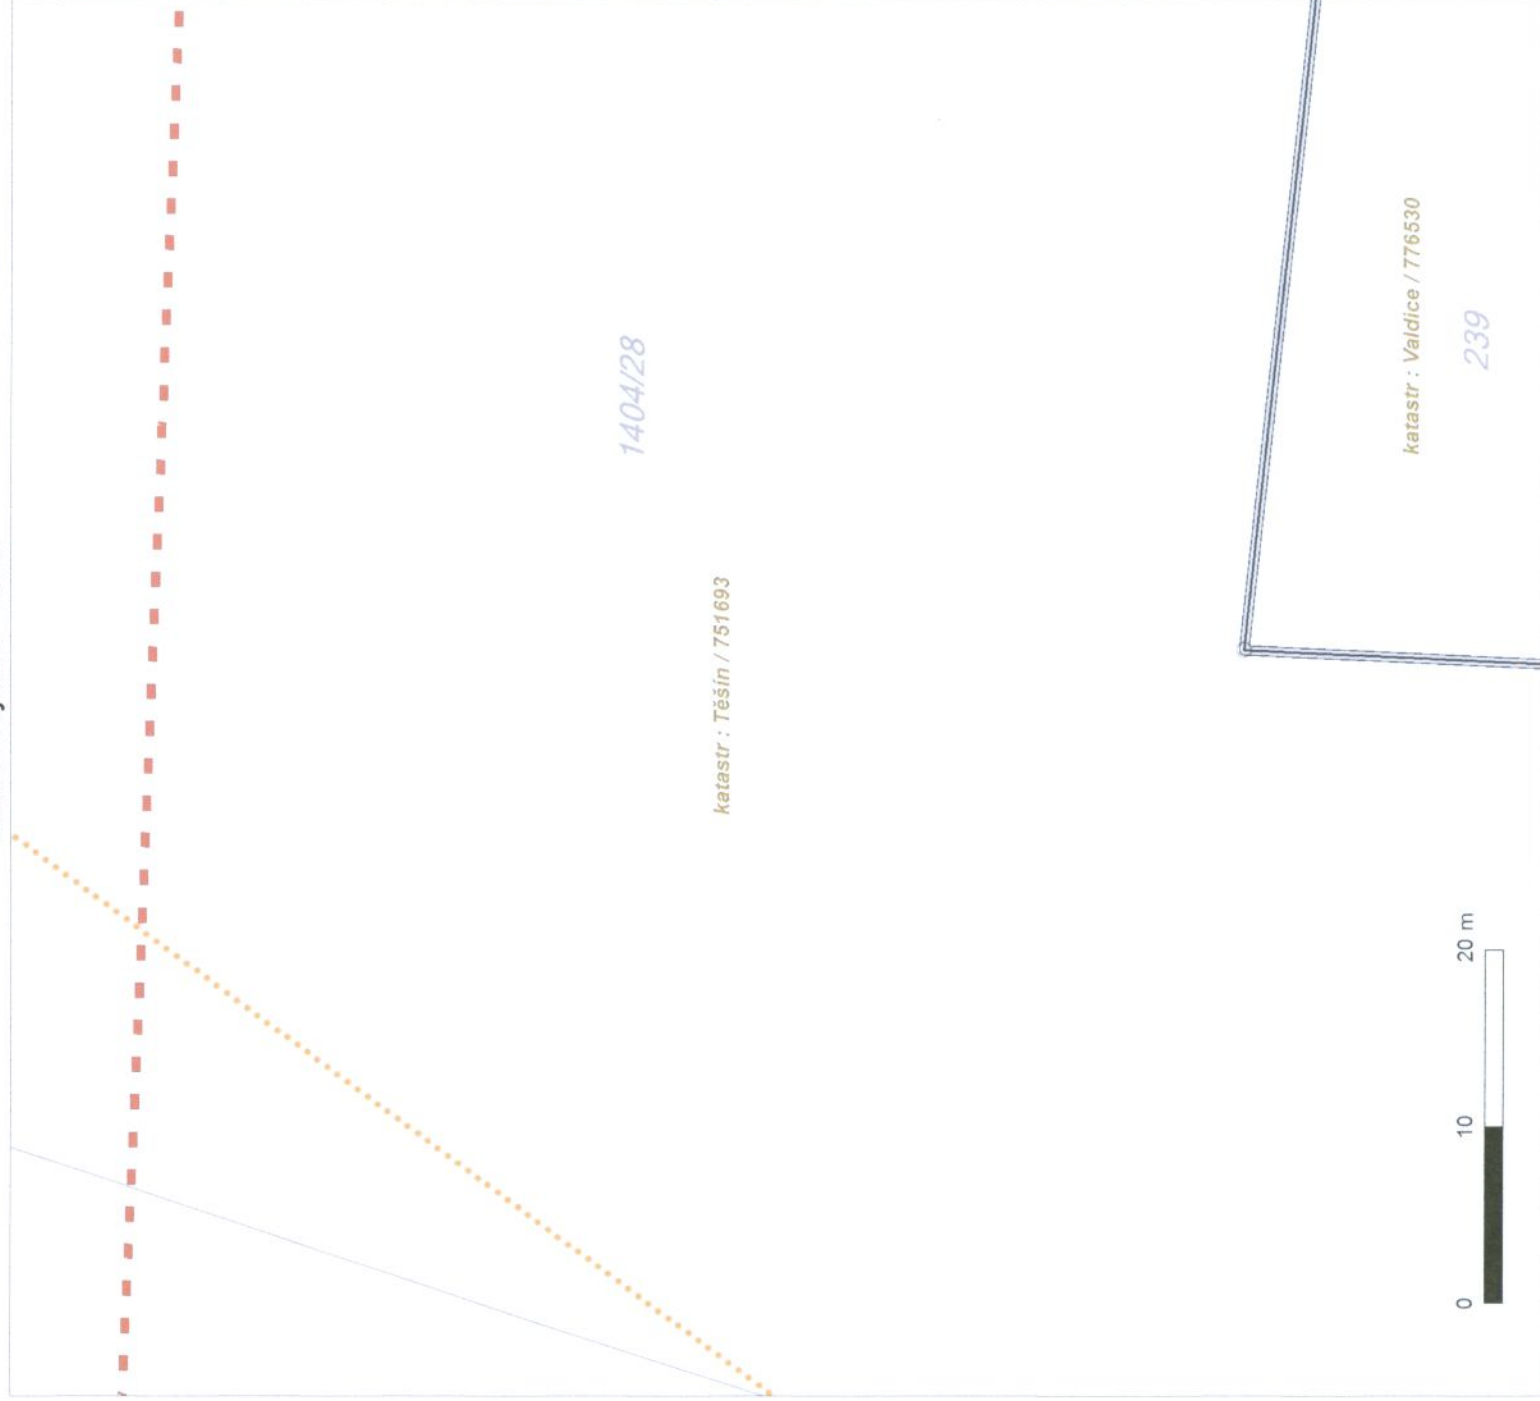 1404/28
katastr : Těšín / 751693
katastr : Valdice / 776530
239
0 10 20 m